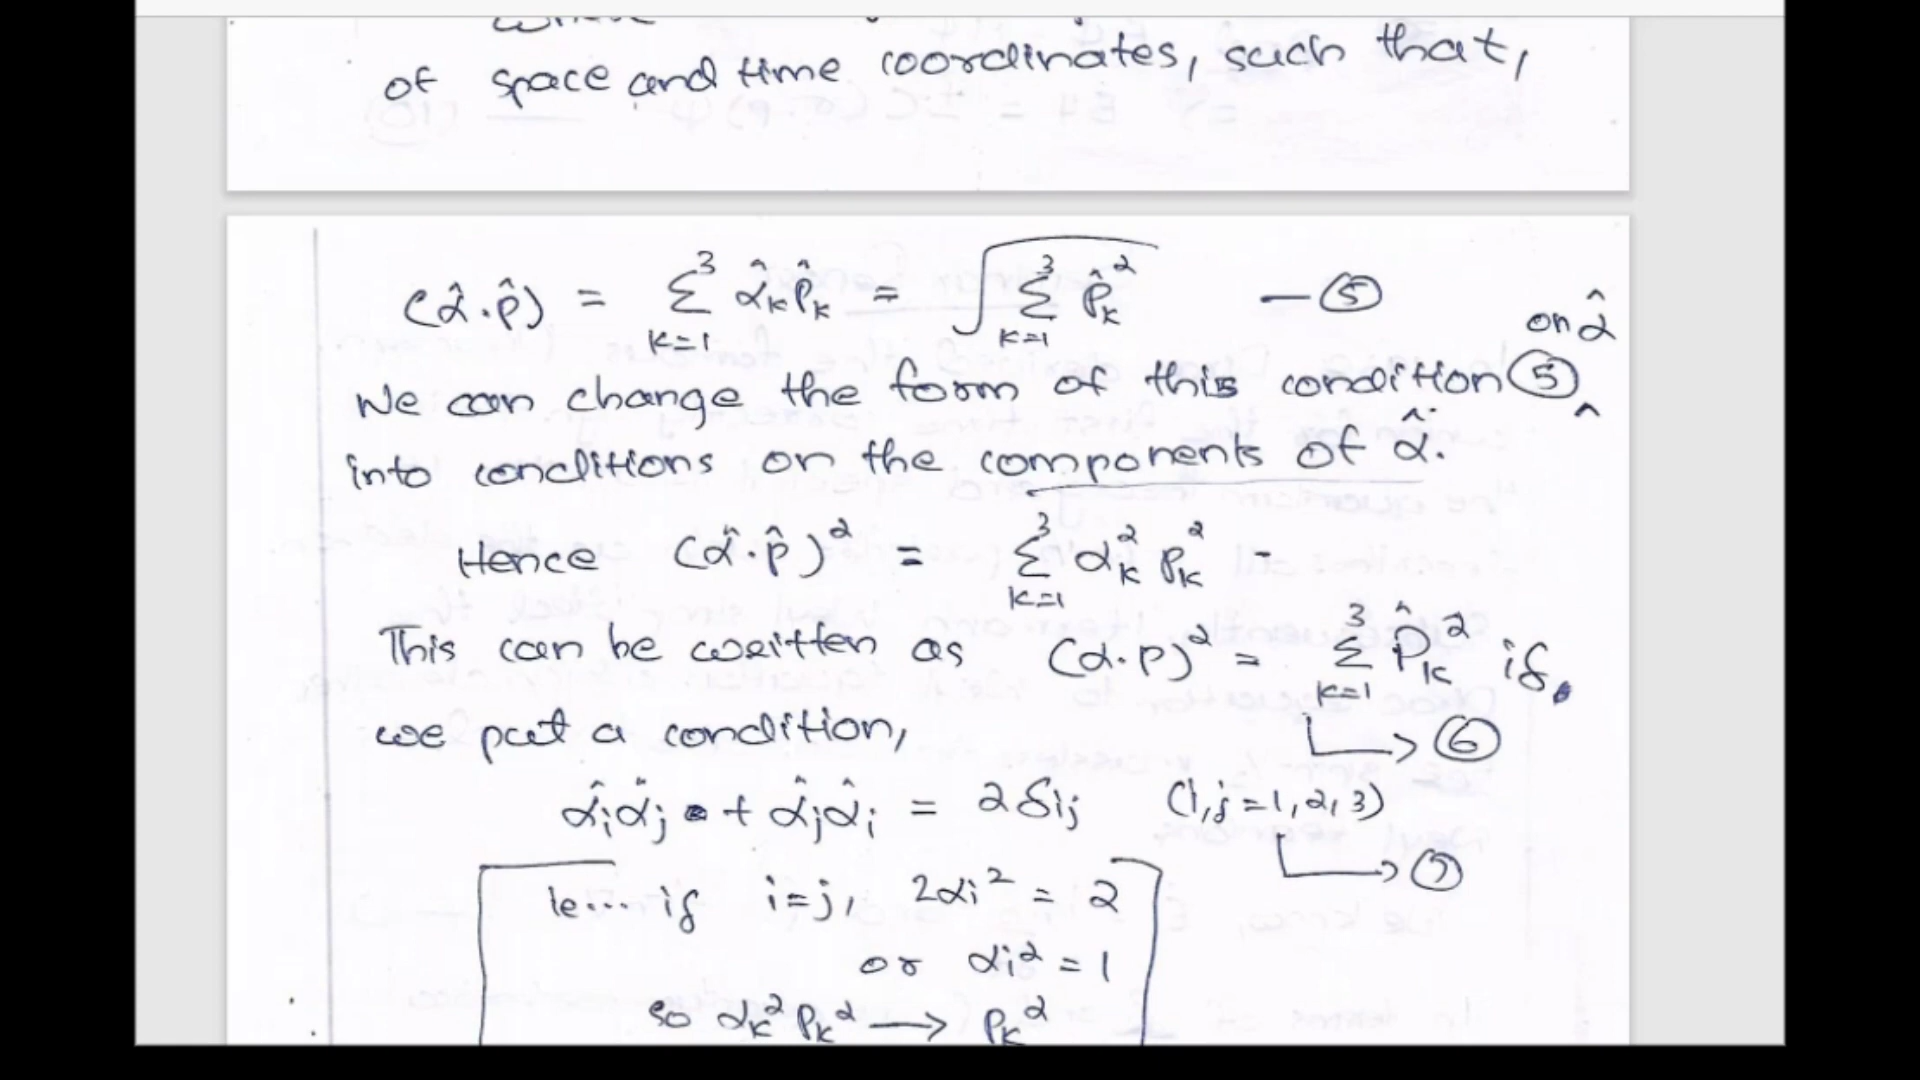 of space and time coordinates, such that,
(α̂.p̂) = Σ_{k=1}^{3} α̂_k p̂_k = √(Σ_{k=1}^{3} p̂_k²) — (5)
on α̂
We can change the form of this condition (5) ^
into conditions on the components of α̂.
Hence (α̂.p̂)² = Σ_{k=1}^{3} α_k² p_k² -
This can be written as (α.p)² = Σ_{k=1}^{3} P̂_k² if
we put a condition, → (6)
α̂_i α̂_j + α̂_j α̂_i = 2δij (i,j = 1,2,3)
→ (7)
ie... if i=j, 2αi² = 2
or αi² = 1
so α_k² p_k² → p_k²